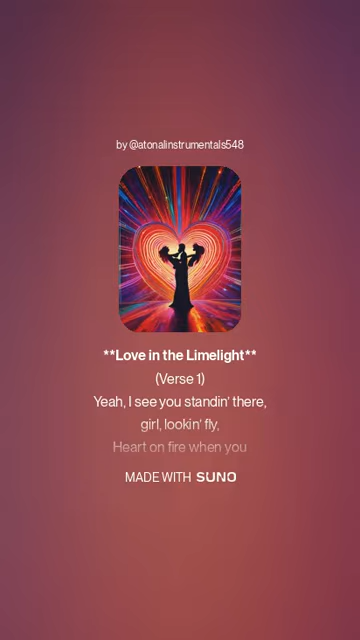 by @atonalinstrumentals548
**Love in the Limelight**
(Verse 1)
Yeah, I see you standin' there,
girl, lookin' fly,
Heart on fire when you
MADE WITH SUNO